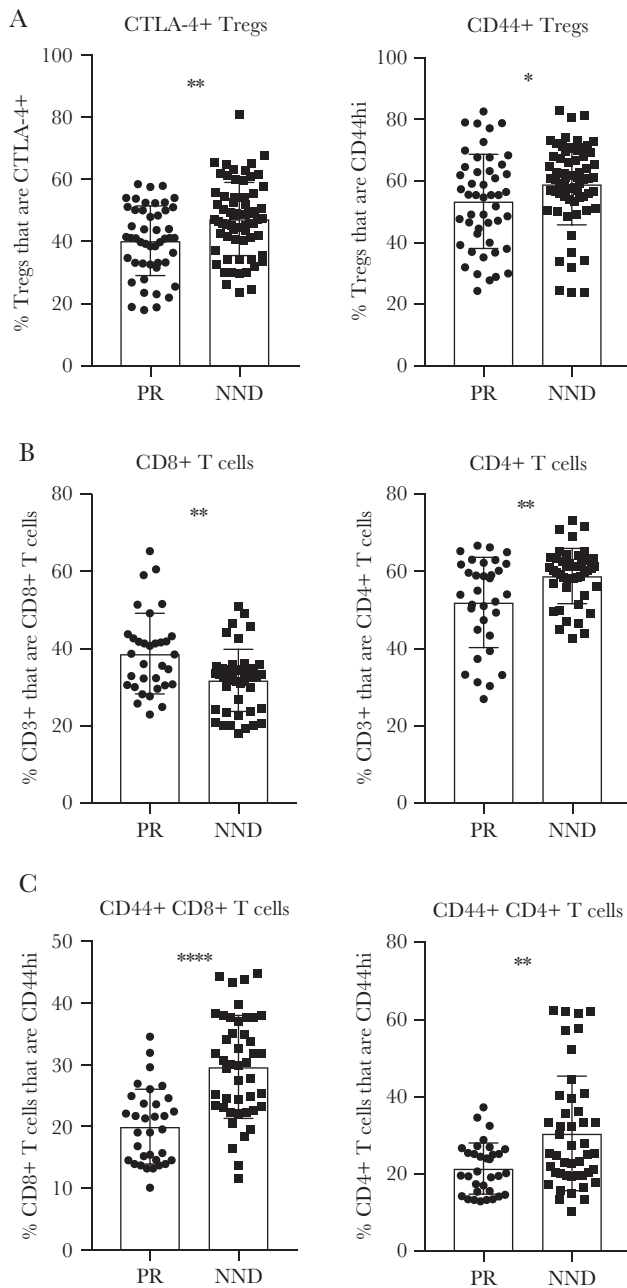 A
CTLA-4+ Tregs
**
% Tregs that are CTLA-4+
100
80
60
40
20
0
PR
NND
CD44+ Tregs
*
% Tregs that are CD44hi
100
80
60
40
20
0
PR
NND
B
CD8+ T cells
**
% CD3+ that are CD8+ T cells
80
60
40
20
0
PR
NND
CD4+ T cells
**
% CD3+ that are CD4+ T cells
80
60
40
20
0
PR
NND
C
CD44+ CD8+ T cells
****
% CD8+ T cells that are CD44hi
50
40
30
20
10
0
PR
NND
CD44+ CD4+ T cells
**
% CD4+ T cells that are CD44hi
80
60
40
20
0
PR
NND